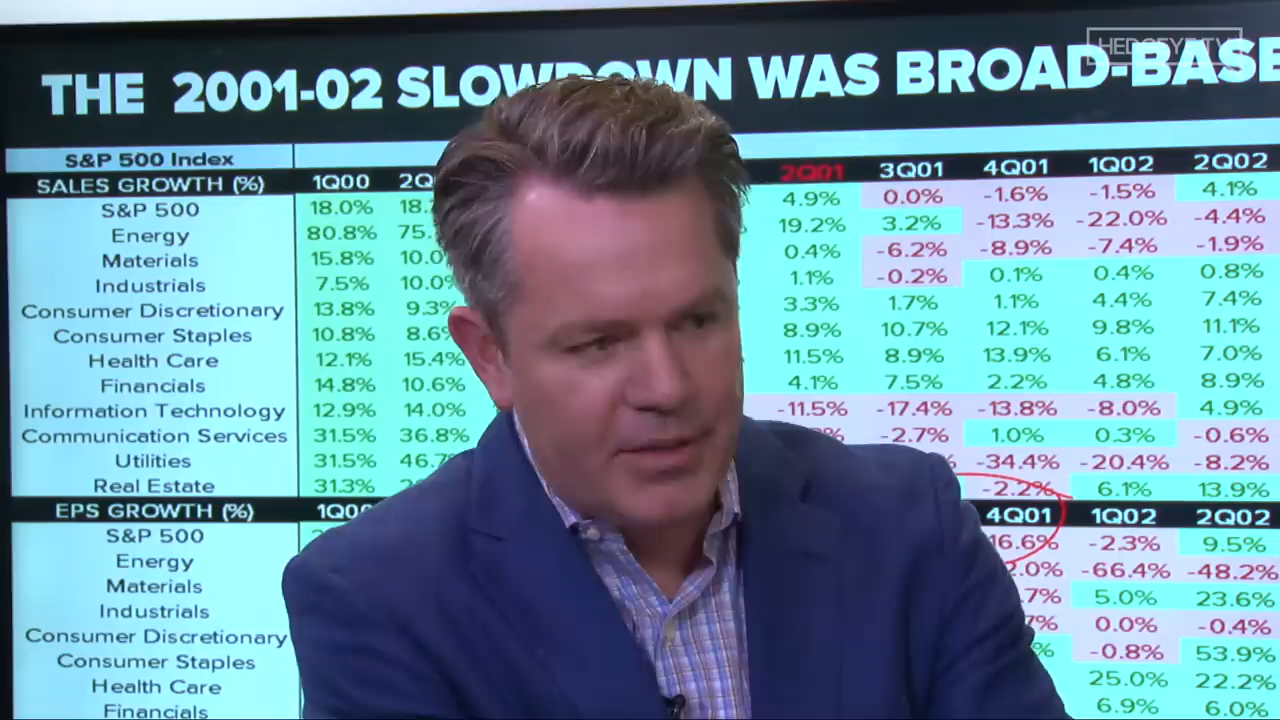 HEDGEYE TV
THE 2001-02 SLOWDOWN WAS BROAD-BASE
S&P 500 Index
SALES GROWTH (%) 1Q00 2Q 2Q01 3Q01 4Q01 1Q02 2Q02
S&P 500 18.0% 18. 4.9% 0.0% -1.6% -1.5% 4.1%
Energy 80.8% 75. 19.2% 3.2% -13.3% -22.0% -4.4%
Materials 15.8% 10.0 0.4% -6.2% -8.9% -7.4% -1.9%
Industrials 7.5% 10.0 1.1% -0.2% 0.1% 0.4% 0.8%
Consumer Discretionary 13.8% 9.3% 3.3% 1.7% 1.1% 4.4% 7.4%
Consumer Staples 10.8% 8.6% 8.9% 10.7% 12.1% 9.8% 11.1%
Health Care 12.1% 15.4% 11.5% 8.9% 13.9% 6.1% 7.0%
Financials 14.8% 10.6% 4.1% 7.5% 2.2% 4.8% 8.9%
Information Technology 12.9% 14.0% -11.5% -17.4% -13.8% -8.0% 4.9%
Communication Services 31.5% 36.8% % -2.7% 1.0% 0.3% -0.6%
Utilities 31.5% 46.7 % -34.4% -20.4% -8.2%
Real Estate 31.3% -2.2% 6.1% 13.9%
EPS GROWTH (%) 1Q00 4Q01 1Q02 2Q02
S&P 500 16.6% -2.3% 9.5%
Energy 2.0% -66.4% -48.2%
Materials .7% 5.0% 23.6%
Industrials 7% 0.0% -0.4%
Consumer Discretionary % -0.8% 53.9%
Consumer Staples 25.0% 22.2%
Health Care 6.9% 6.0%
Financials